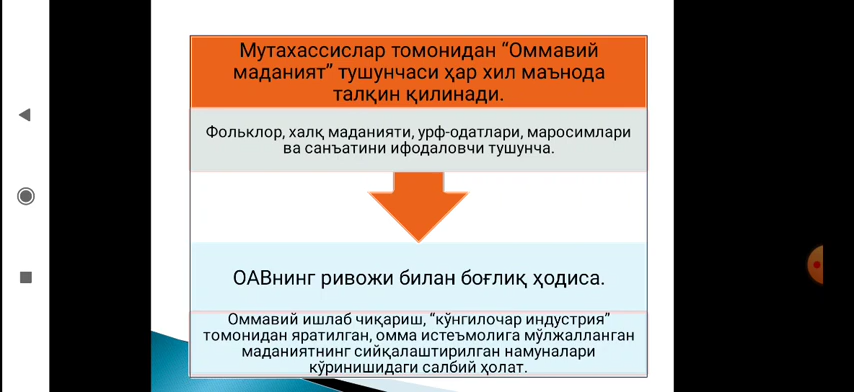 Мутахассислар томонидан “Оммавий
маданият” тушунчаси ҳар хил маънода
талқин қилинади.
Фольклор, халқ маданияти, урф-одатлари, маросимлари
ва санъатини ифодаловчи тушунча.
ОАВнинг ривожи билан боғлиқ ҳодиса.
Оммавий ишлаб чиқариш, “кўнгилочар индустрия”
томонидан яратилган, омма истеъмолига мўлжалланган
маданиятнинг сийқалаштирилган намуналари
кўринишидаги салбий ҳолат.